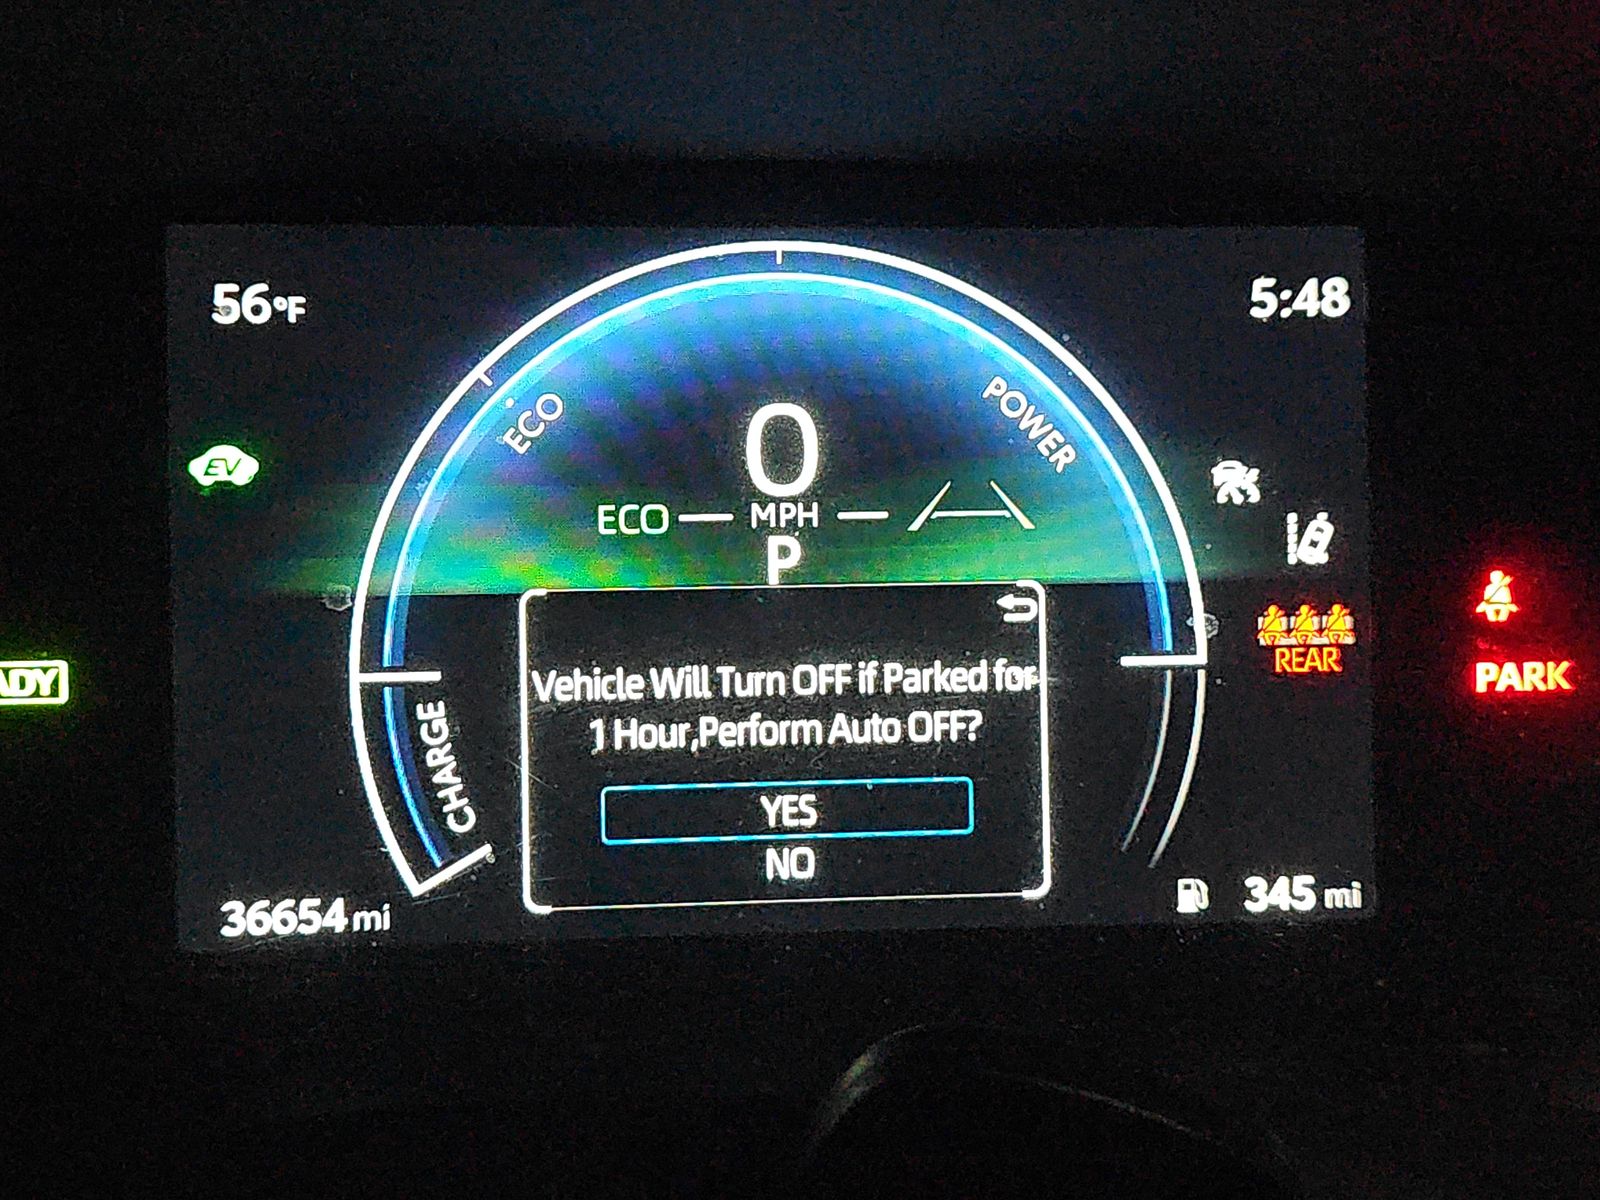 56°F
5:48
ECO
POWER
0
EV
ECO MPH
P
Vehicle Will Turn OFF if Parked for
1 Hour,Perform Auto OFF?
YES
NO
CHARGE
REAR
PARK
36654 mi
345 mi